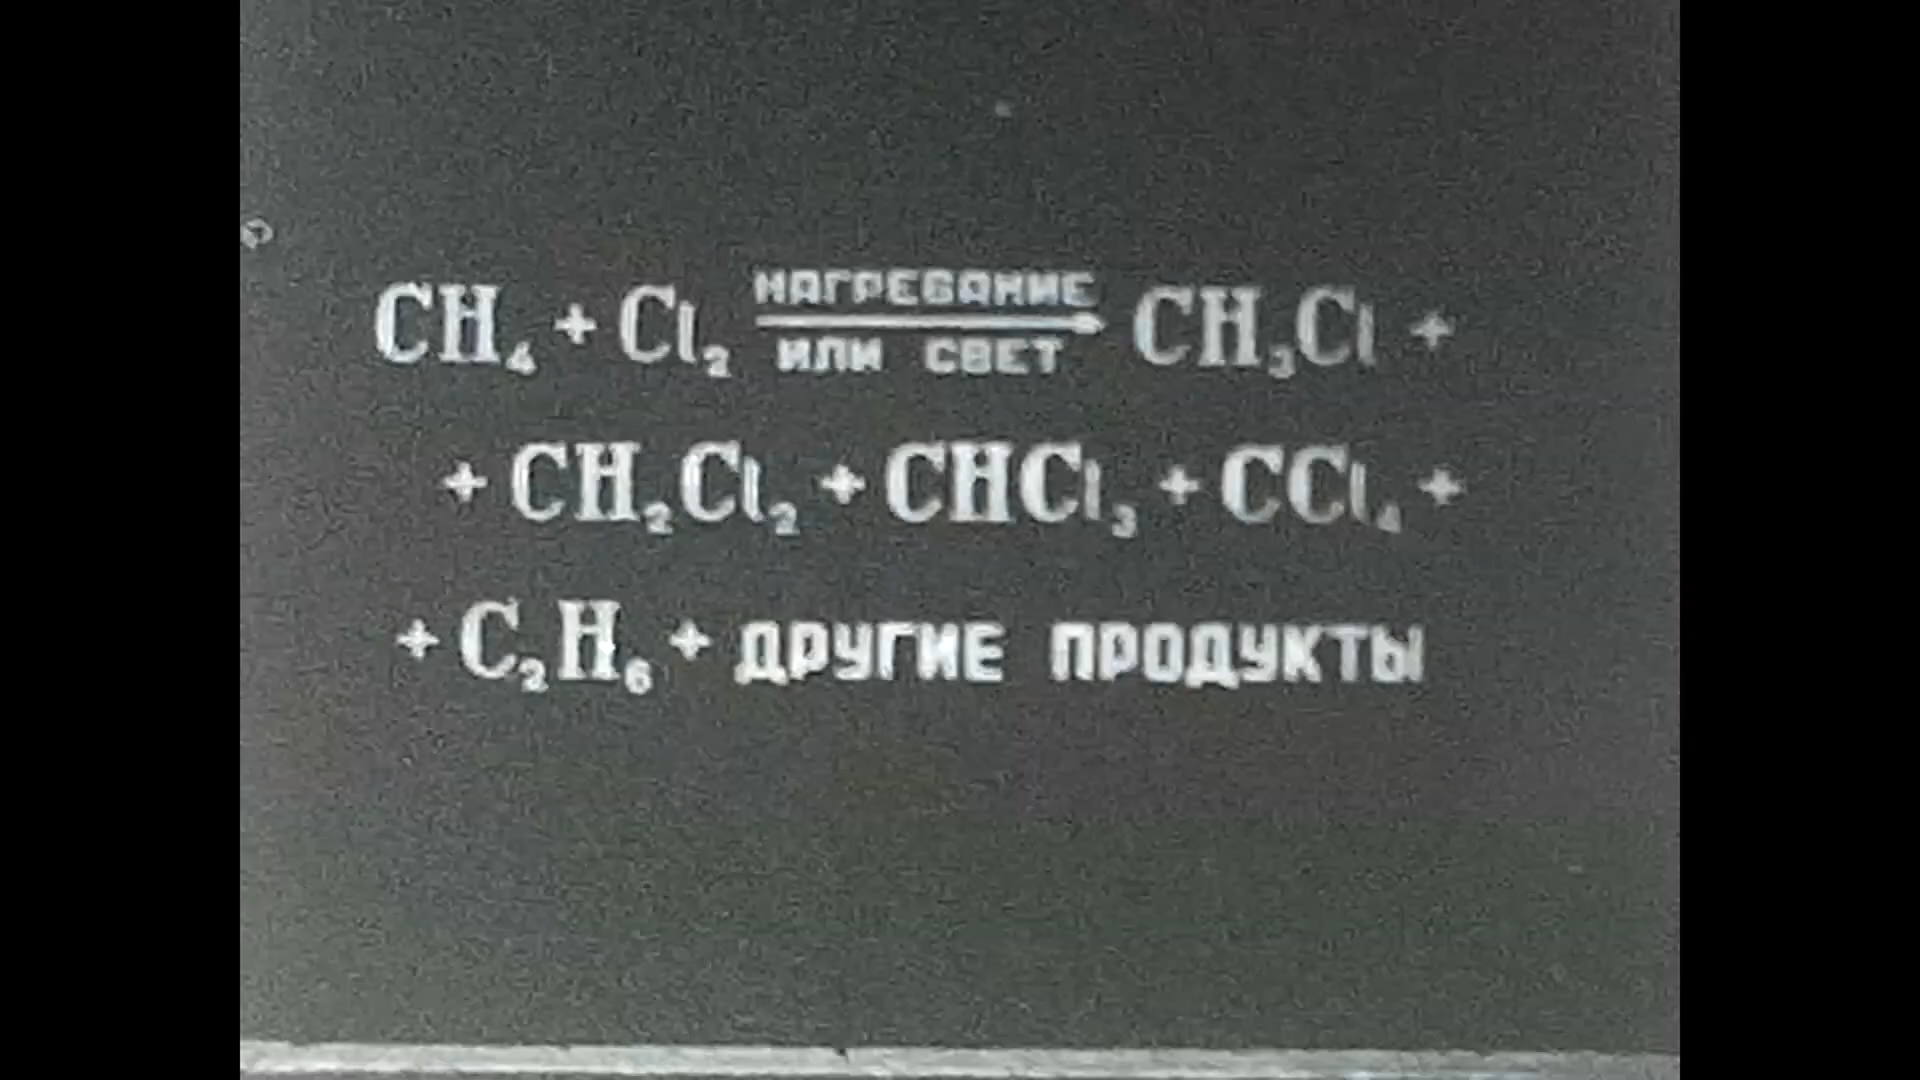 CH₄ + Cl₂ НАГРЕВАНИЕ ИЛИ СВЕТ → CH₃Cl +
+ CH₂Cl₂ + CHCl₃ + CCl₄ +
+ C₂H₆ + ДРУГИЕ ПРОДУКТЫ